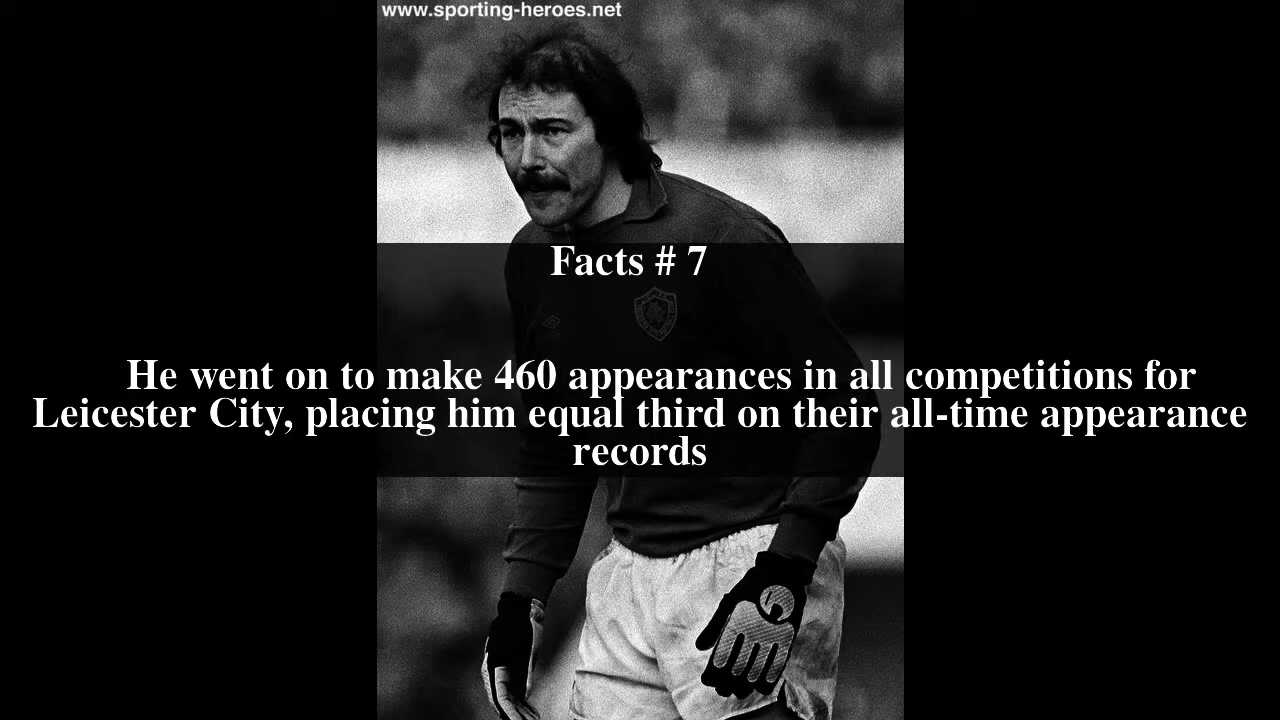 www.sporting-heroes.net
Facts # 7
He went on to make 460 appearances in all competitions for
Leicester City, placing him equal third on their all-time appearance
records